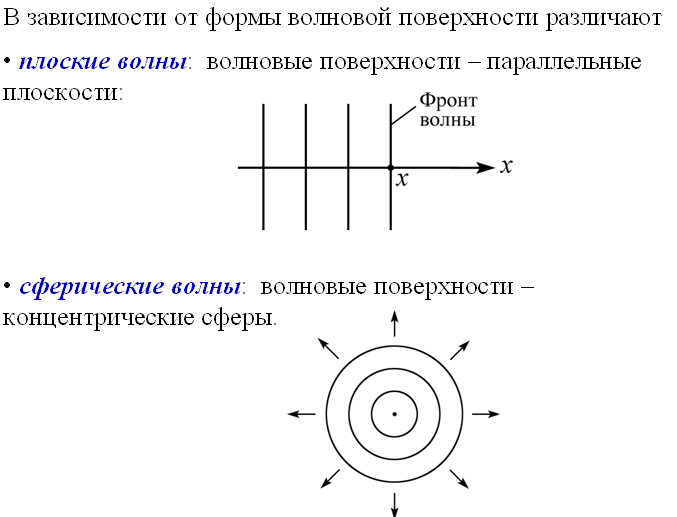 В зависимости от формы волновой поверхности различают
• плоские волны: волновые поверхности – параллельные
плоскости:
Фронт
волны
x
x
• сферические волны: волновые поверхности –
концентрические сферы.